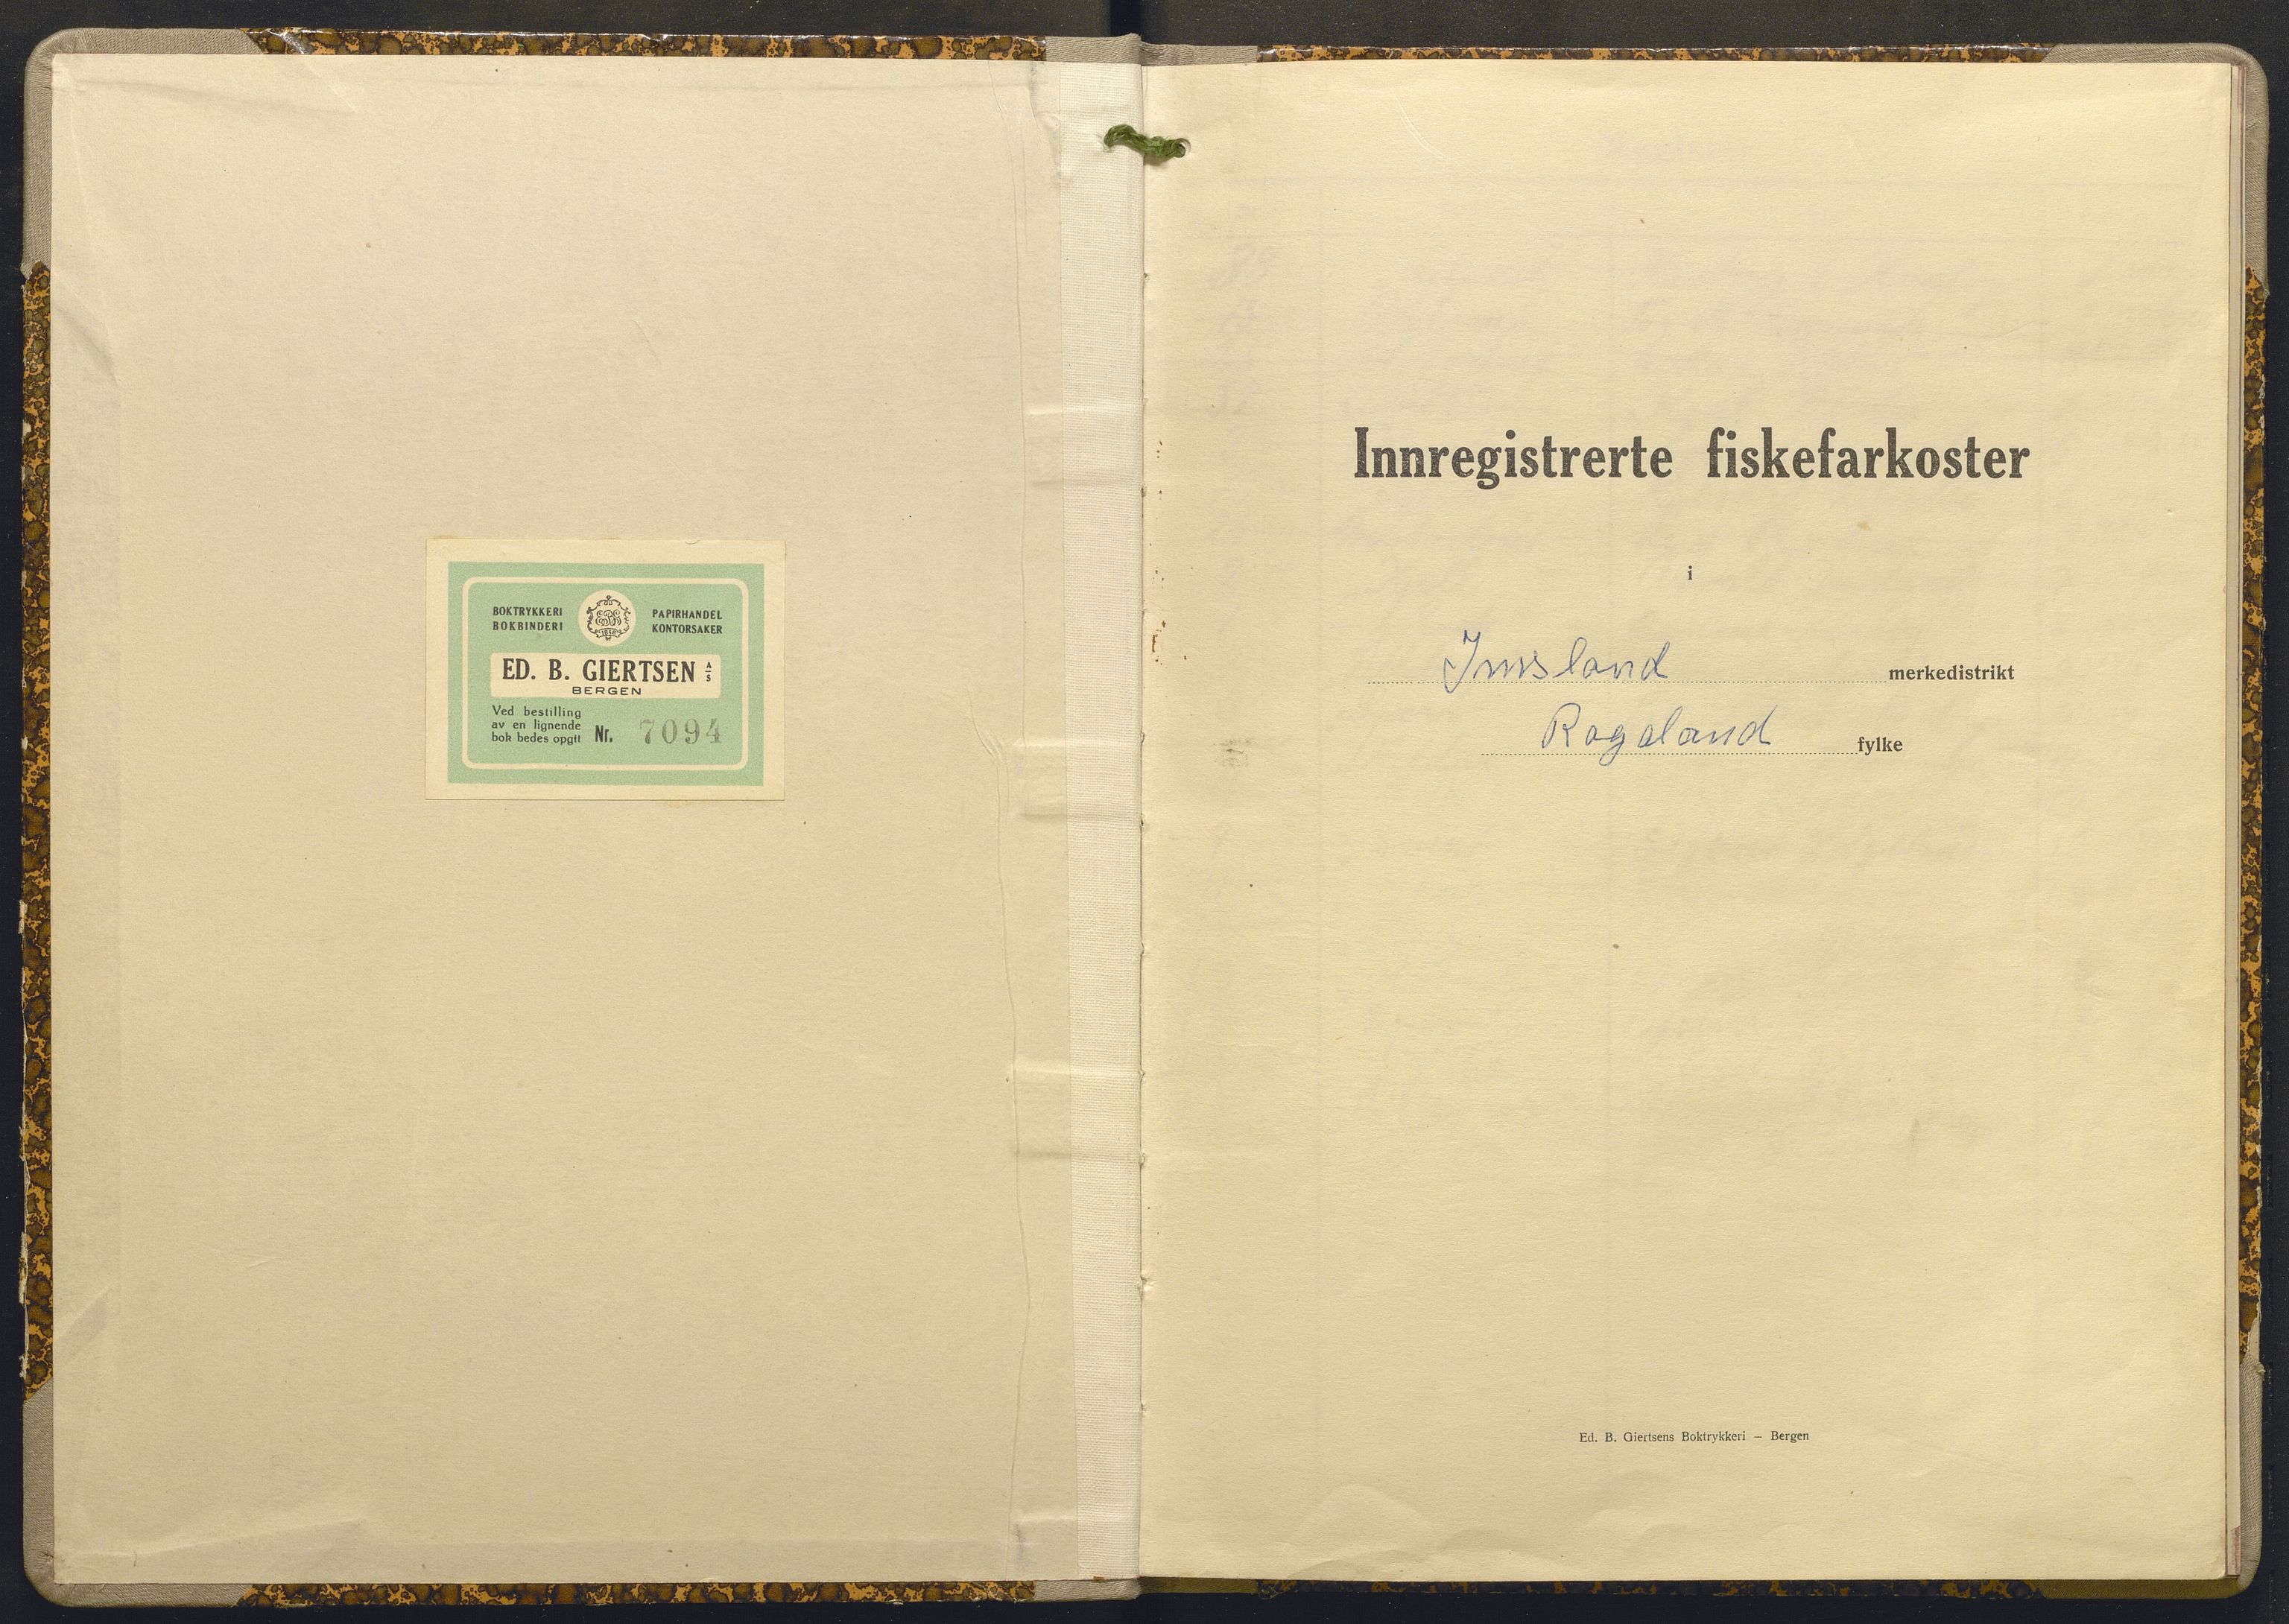 BOKTRYKKERI
BOKBINDERI
PAPIRHANDEL
KONTORSAKER
ED. B. GIERTSEN A/S
BERGEN
Ved bestilling
av en lignende
bok bedes opgitt
Nr. 7094
Innregistrerte fiskefarkoster
i
Imsland merkedistrikt
Rogaland fylke
Ed. B. Giertsens Boktrykkeri — Bergen